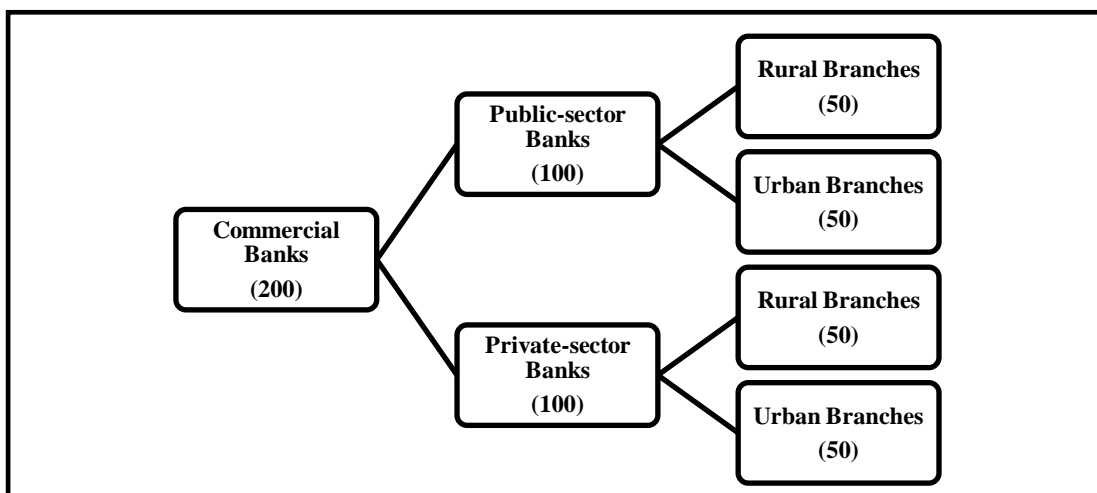 Commercial
Banks
(200)
Public-sector
Banks
(100)
Rural Branches
(50)
Urban Branches
(50)
Private-sector
Banks
(100)
Rural Branches
(50)
Urban Branches
(50)